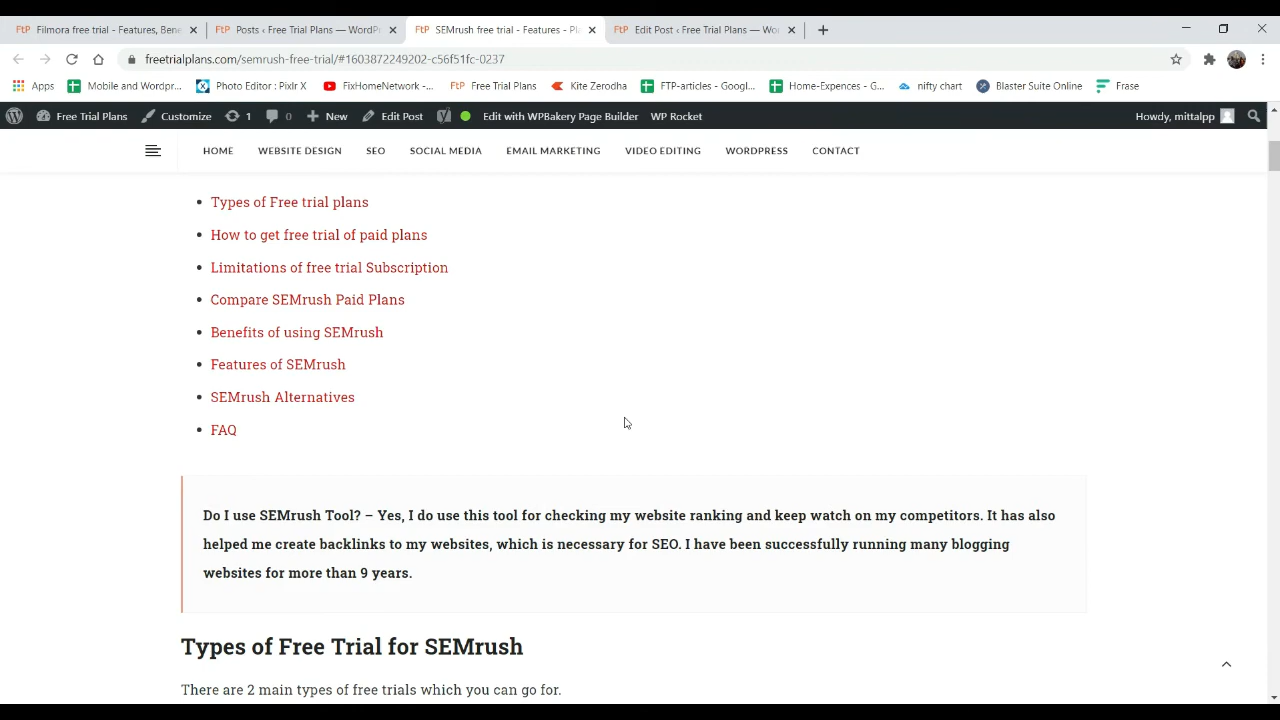 Filmora free trial - Features, Bene
Posts ‹ Free Trial Plans — WordPr
SEMrush free trial - Features - Pl
Edit Post ‹ Free Trial Plans — Wor
freetrialplans.com/semrush-free-trial/#1603872249202-c56f51fc-0237
Apps
Mobile and Wordpr...
Photo Editor : Pixlr X
FixHomeNetwork -...
Free Trial Plans
Kite Zerodha
FTP-articles - Googl...
Home-Expences - G...
nifty chart
Blaster Suite Online
Frase
Free Trial Plans
Customize
1
0
New
Edit Post
Edit with WPBakery Page Builder
WP Rocket
Howdy, mittalpp
HOME
WEBSITE DESIGN
SEO
SOCIAL MEDIA
EMAIL MARKETING
VIDEO EDITING
WORDPRESS
CONTACT
Types of Free trial plans
How to get free trial of paid plans
Limitations of free trial Subscription
Compare SEMrush Paid Plans
Benefits of using SEMrush
Features of SEMrush
SEMrush Alternatives
FAQ
Do I use SEMrush Tool? – Yes, I do use this tool for checking my website ranking and keep watch on my competitors. It has also
helped me create backlinks to my websites, which is necessary for SEO. I have been successfully running many blogging
websites for more than 9 years.
Types of Free Trial for SEMrush
There are 2 main types of free trials which you can go for.